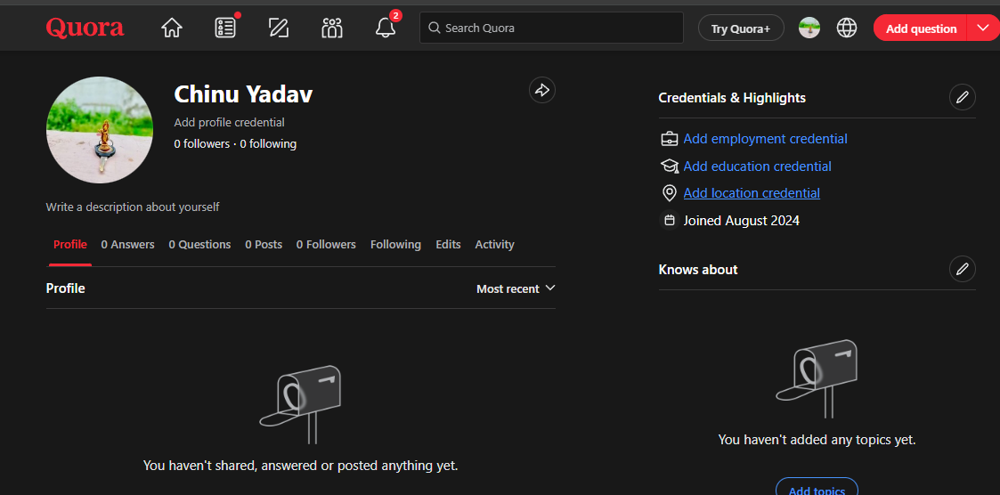 Quora
2
Search Quora
Try Quora+
Add question
Chinu Yadav
Add profile credential
0 followers · 0 following
Write a description about yourself
Profile 0 Answers 0 Questions 0 Posts 0 Followers Following Edits Activity
Profile
Most recent
You haven't shared, answered or posted anything yet.
Credentials & Highlights
Add employment credential
Add education credential
Add location credential
Joined August 2024
Knows about
You haven't added any topics yet.
Add topics